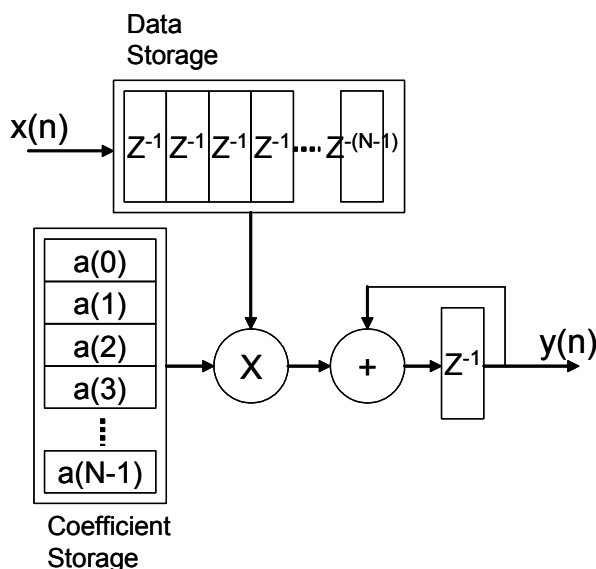 Data
Storage
x(n)
Z-1 Z-1 Z-1 Z-1 Z-(N-1)
a(0)
a(1)
a(2)
a(3)
a(N-1)
X
+
Z-1
y(n)
Coefficient
Storage